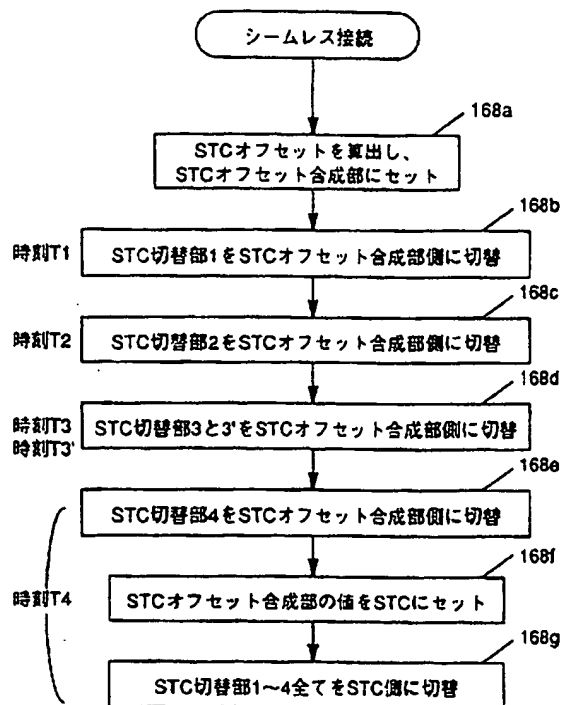 シームレス接続
168a
STCオフセットを算出し、
STCオフセット合成部にセット
168b
時刻T1
STC切替部1をSTCオフセット合成部側に切替
168c
時刻T2
STC切替部2をSTCオフセット合成部側に切替
168d
時刻T3
時刻T3'
STC切替部3と3'をSTCオフセット合成部側に切替
168e
STC切替部4をSTCオフセット合成部側に切替
168f
時刻T4
STCオフセット合成部の値をSTCにセット
168g
STC切替部1〜4全てをSTC側に切替